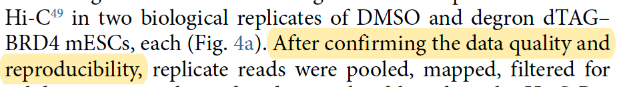 Hi-C49 in two biological replicates of DMSO and degron dTAG–
BRD4 mESCs, each (Fig. 4a). After confirming the data quality and
reproducibility, replicate reads were pooled, mapped, filtered for